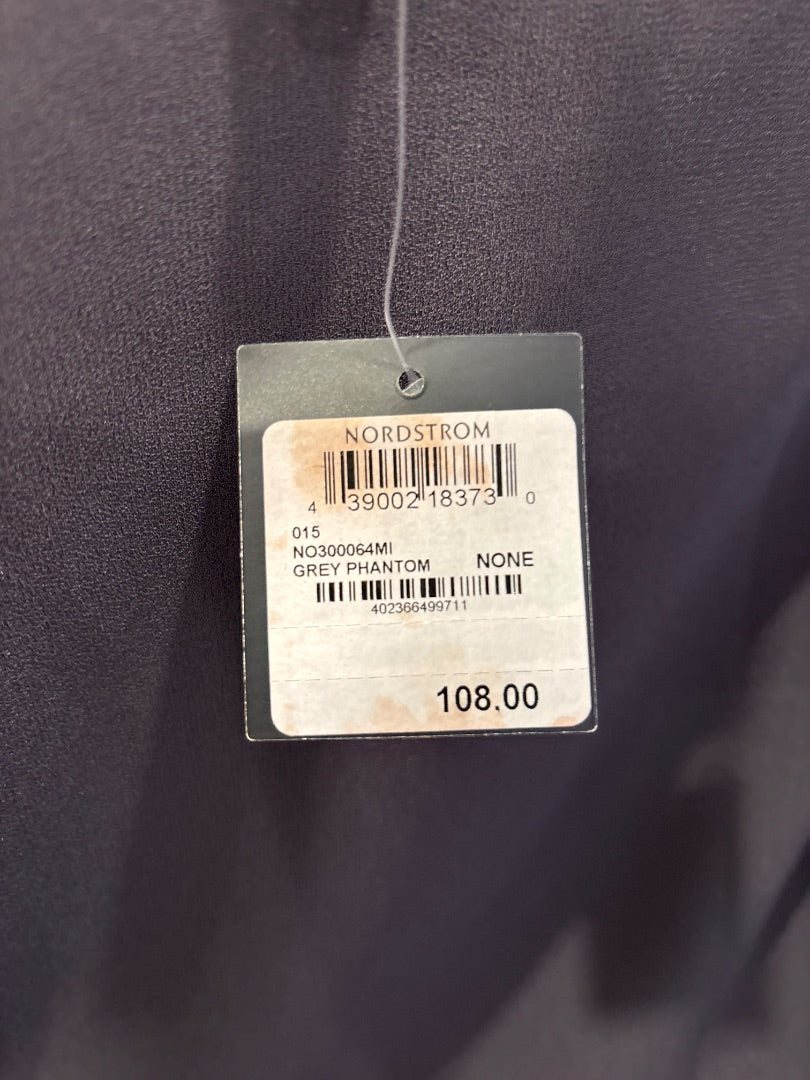 NORDSTROM
4 39002 18373 0
015
NO300064MI
GREY PHANTOM NONE
402366499711
108.00